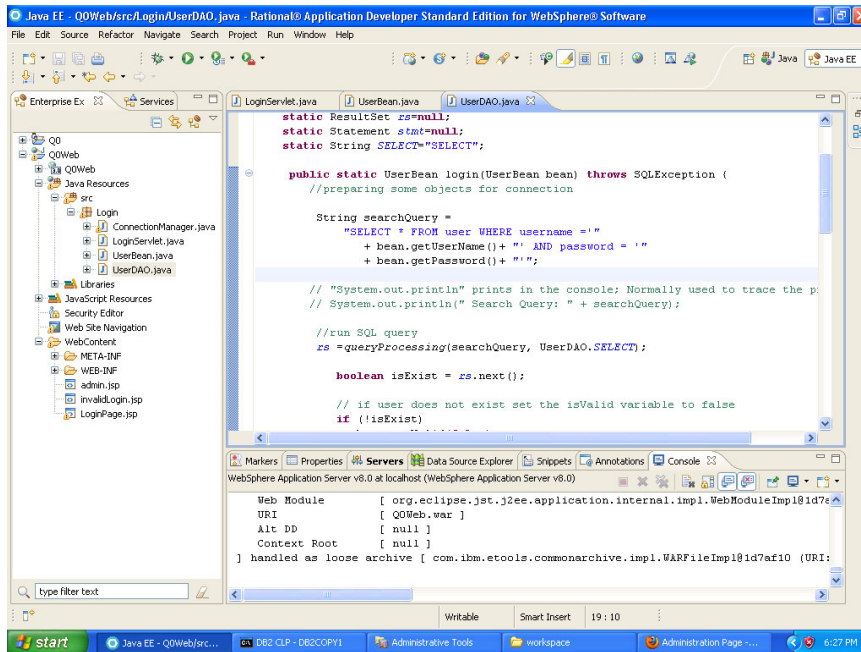 Java EE - Q0Web/src/Login/UserDAO.java - Rational® Application Developer Standard Edition for WebSphere® Software
File Edit Source Refactor Navigate Search Project Run Window Help
Java Java EE
Enterprise Ex Services
Q0
Q0Web
Q0Web
Java Resources
src
Login
ConnectionManager.java
LoginServlet.java
UserBean.java
UserDAO.java
Libraries
JavaScript Resources
Security Editor
Web Site Navigation
WebContent
META-INF
WEB-INF
admin.jsp
invalidLogin.jsp
LoginPage.jsp
type filter text
LoginServlet.java UserBean.java UserDAO.java
static ResultSet rs=null;
static Statement stmt=null;
static String SELECT="SELECT";
public static UserBean login(UserBean bean) throws SQLException {
//preparing some objects for connection
String searchQuery =
"SELECT * FROM user WHERE username ='"
+ bean.getUserName()+ "' AND password = '"
+ bean.getPassword()+ "'";
// "System.out.println" prints in the console; Normally used to trace the p
// System.out.println(" Search Query: " + searchQuery);
//run SQL query
rs =queryProcessing(searchQuery, UserDAO.SELECT);
boolean isExist = rs.next();
// if user does not exist set the isValid variable to false
if (!isExist)
Markers Properties Servers Data Source Explorer Snippets Annotations Console
WebSphere Application Server v8.0 at localhost (WebSphere Application Server v8.0)
Web Module [ org.eclipse.jst.j2ee.application.internal.impl.WebModuleImpl@1d7a
URI [ Q0Web.war ]
Alt DD [ null ]
Context Root [ null ]
] handled as loose archive [ com.ibm.etools.commonarchive.impl.WARFileImpl@1d7af10 (URI:
Writable Smart Insert 19 : 10
start Java EE - Q0Web/src... DB2 CLP - DB2COPY1 Administrative Tools workspace Administration Page -... 6:27 PM